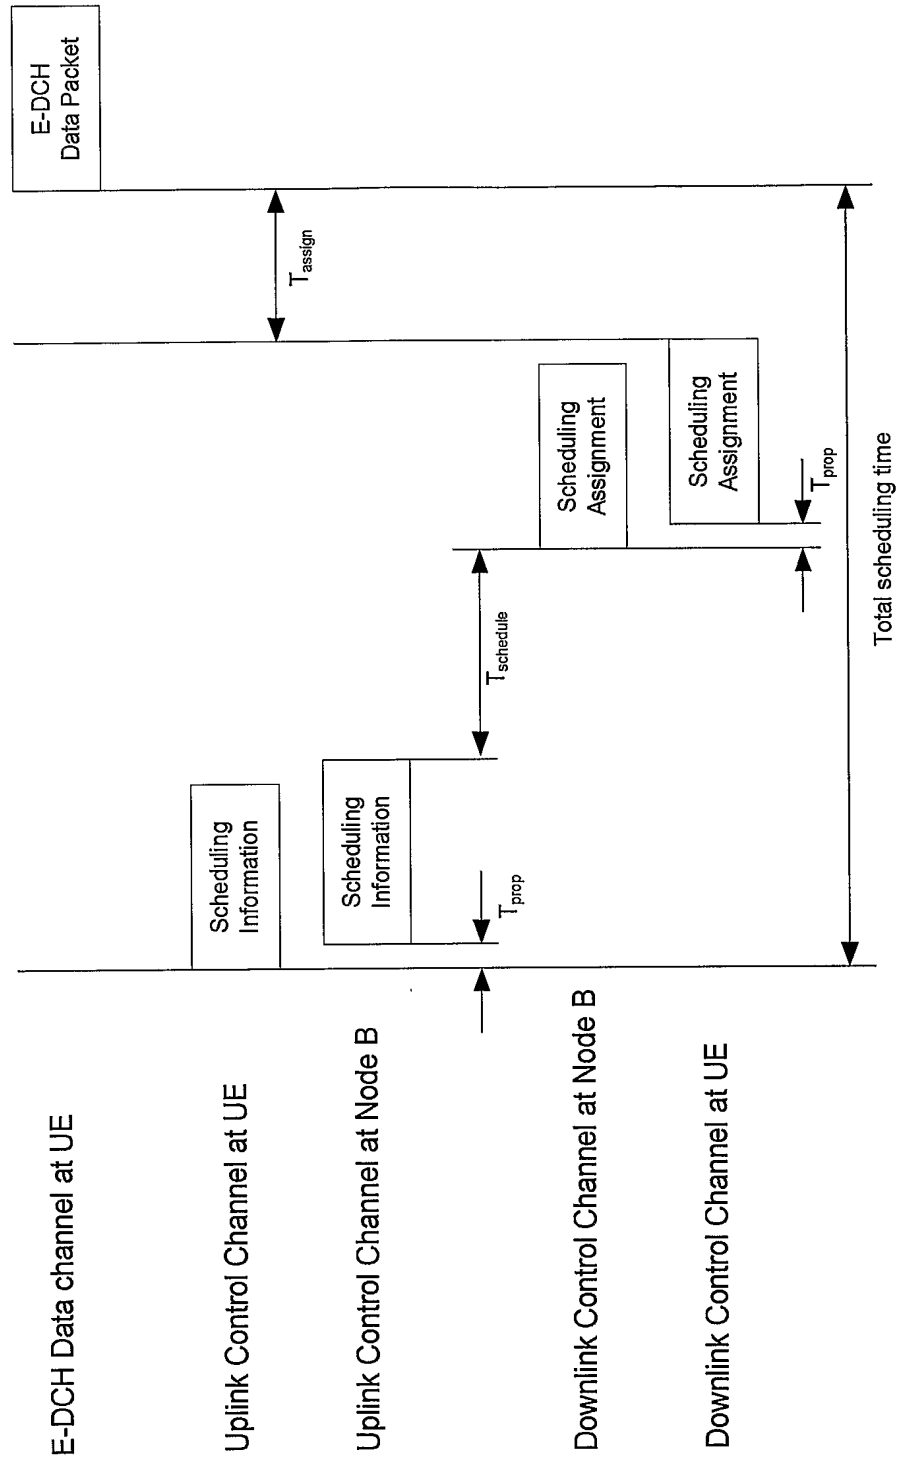 E-DCH Data channel at UE
E-DCH
Data Packet
Uplink Control Channel at UE
Scheduling
Information
T_assign
Uplink Control Channel at Node B
Scheduling
Information
T_prop
T_schedule
Downlink Control Channel at Node B
Scheduling
Assignment
Downlink Control Channel at UE
Scheduling
Assignment
T_prop
Total scheduling time